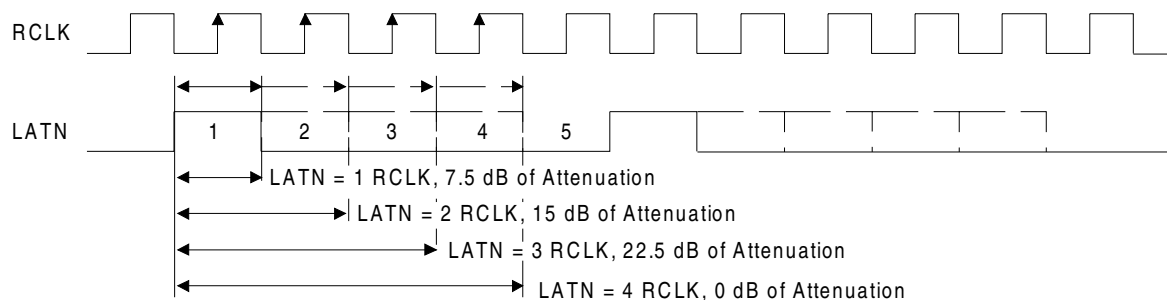 RCLK
LATN
1 2 3 4 5
LATN = 1 RCLK, 7.5 dB of Attenuation
LATN = 2 RCLK, 15 dB of Attenuation
LATN = 3 RCLK, 22.5 dB of Attenuation
LATN = 4 RCLK, 0 dB of Attenuation